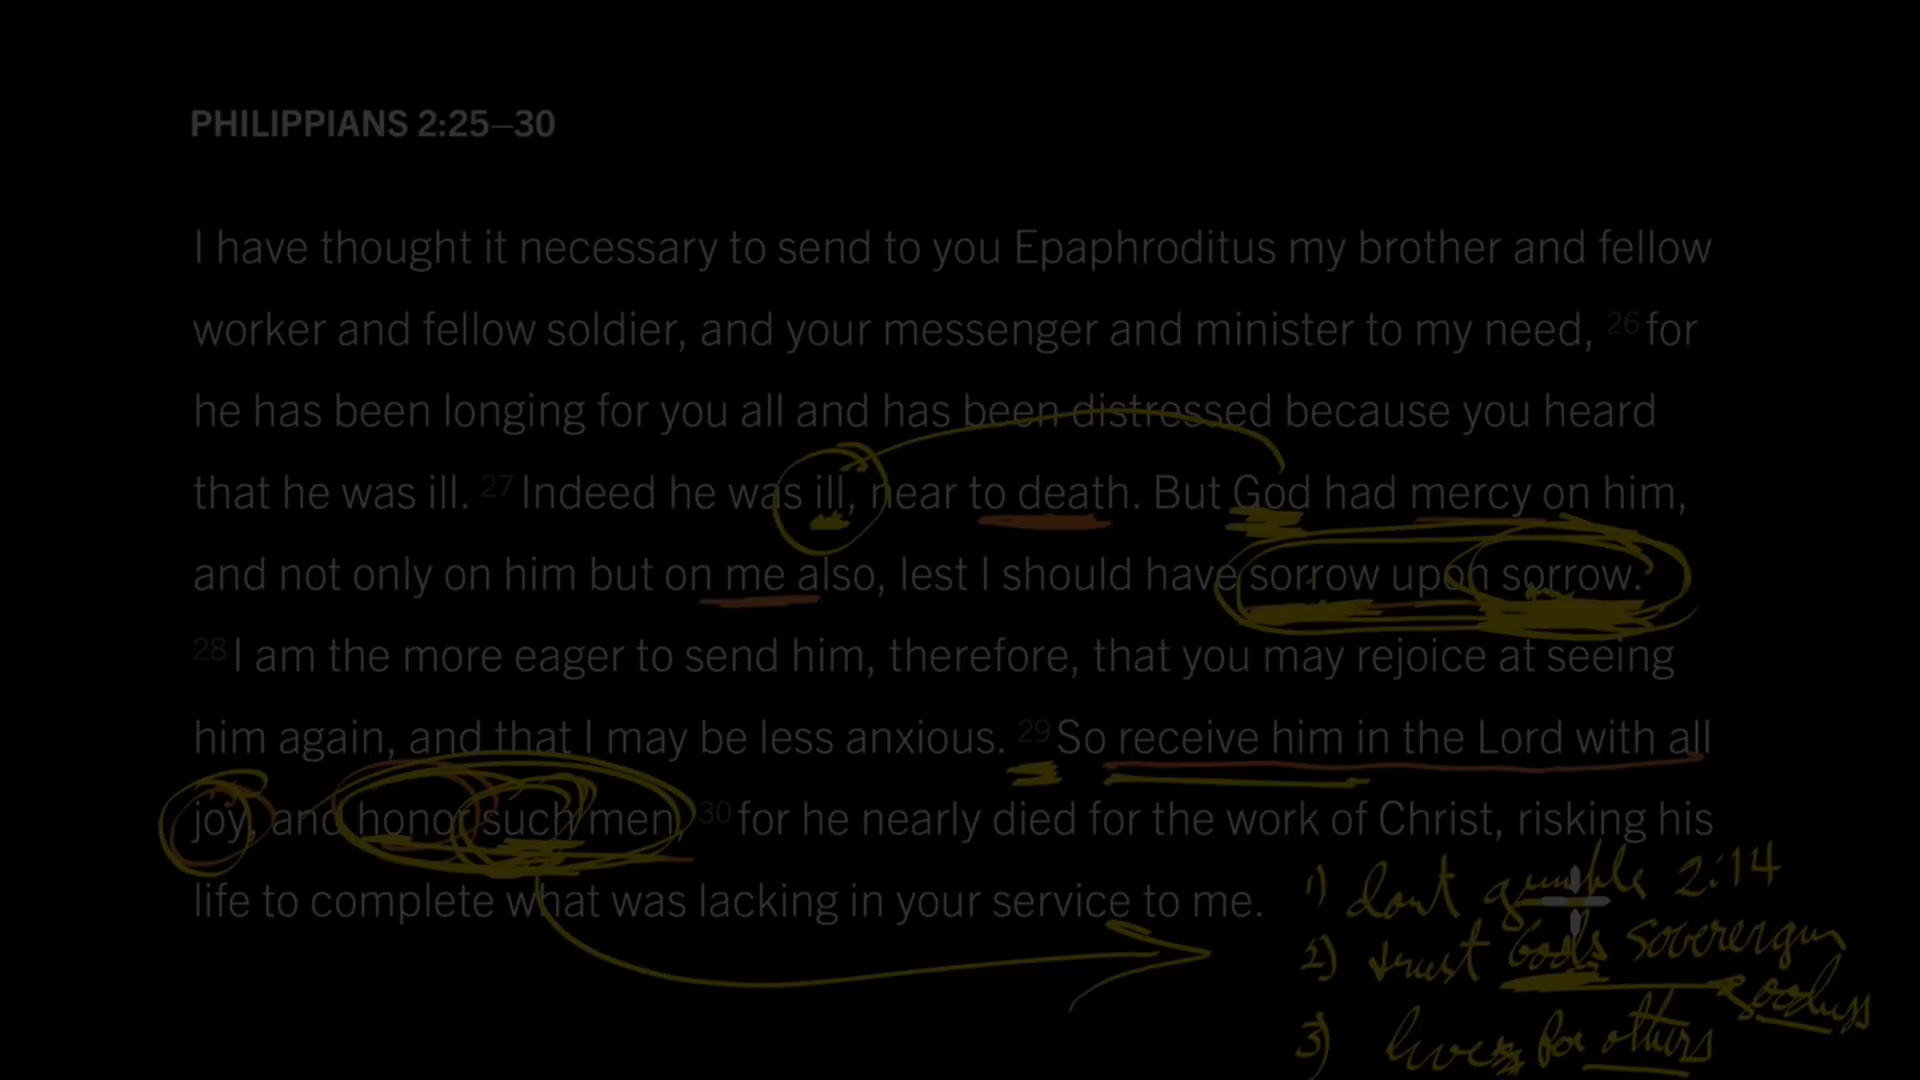 PHILIPPIANS 2:25–30
I have thought it necessary to send to you Epaphroditus my brother and fellow
worker and fellow soldier, and your messenger and minister to my need, 26 for
he has been longing for you all and has been distressed because you heard
that he was ill. 27 Indeed he was ill, near to death. But God had mercy on him,
and not only on him but on me also, lest I should have sorrow upon sorrow.
28 I am the more eager to send him, therefore, that you may rejoice at seeing
him again, and that I may be less anxious. 29 So receive him in the Lord with all
joy, and honor such men, 30 for he nearly died for the work of Christ, risking his
life to complete what was lacking in your service to me.
1) dont grumble 2:14
2) trust Gods sovereign
goodness
3) lives for others